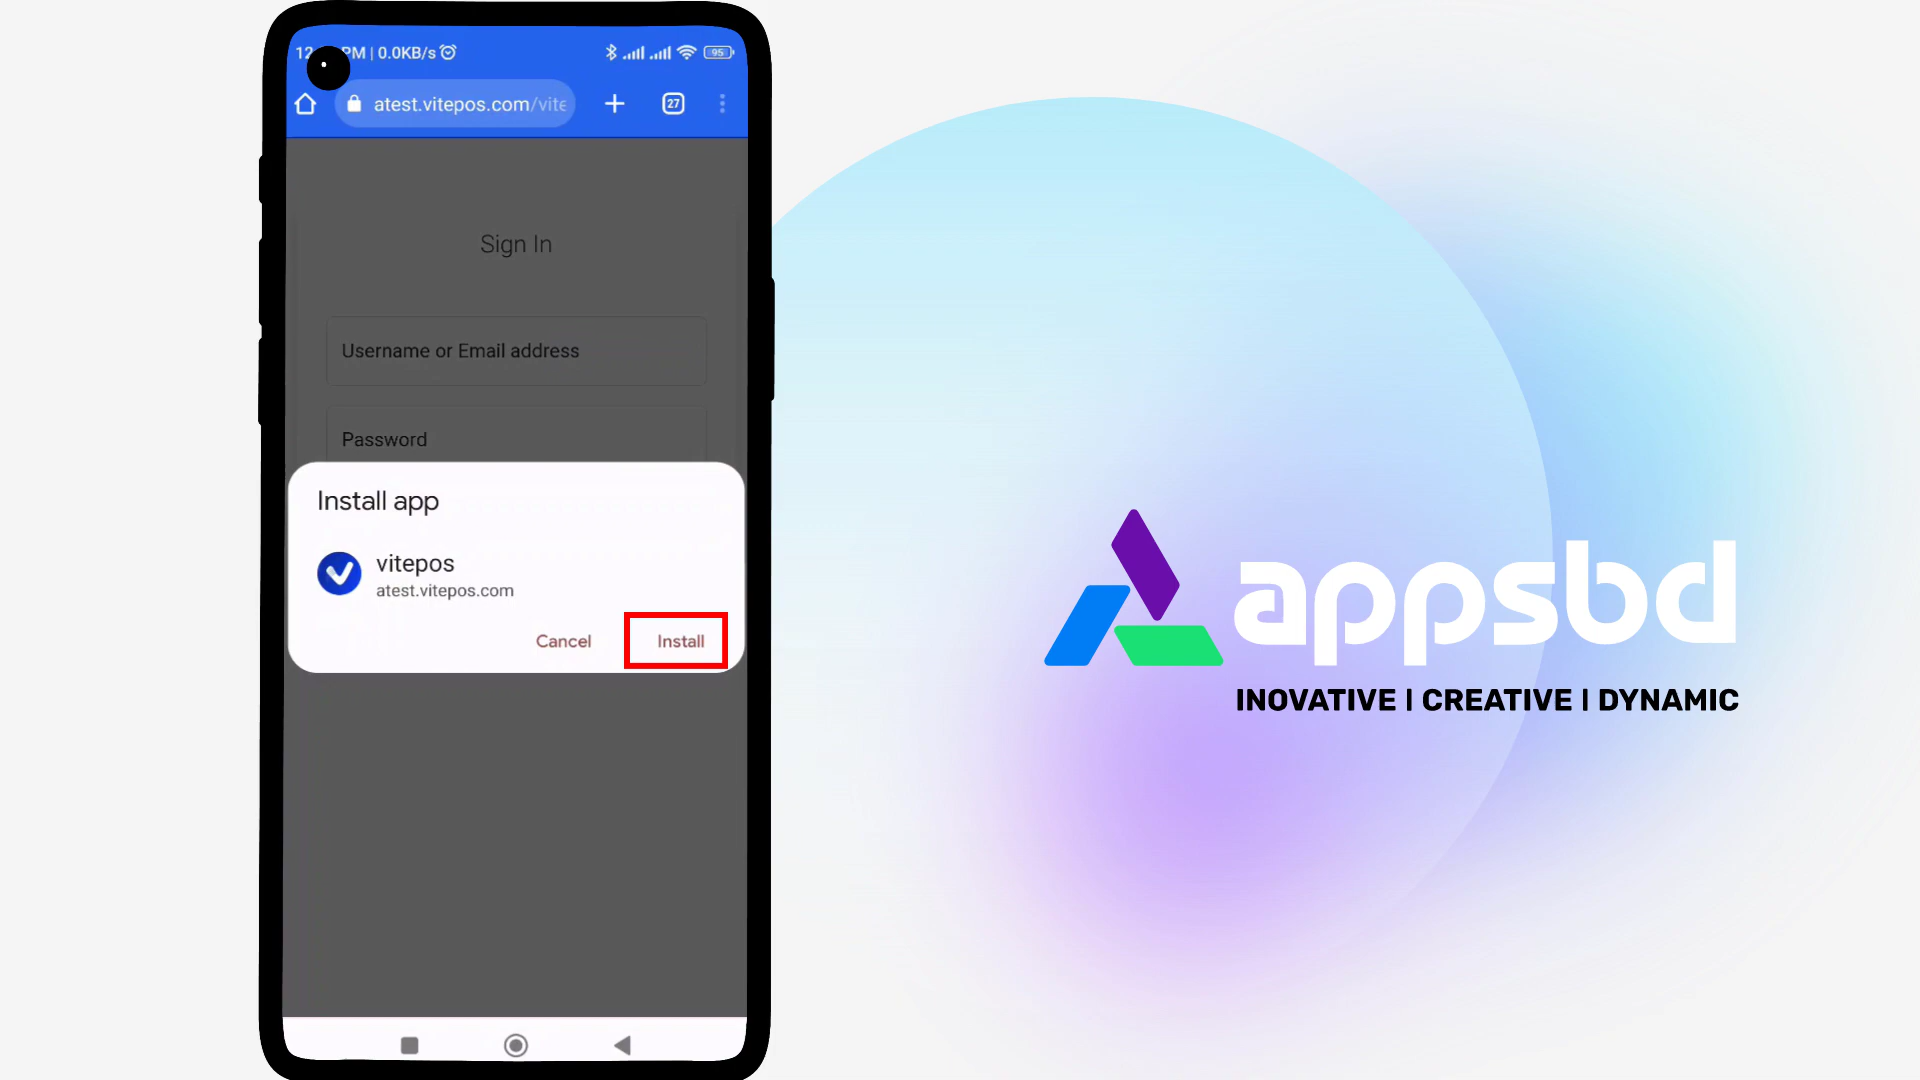 PM | 0.0KB/s
95
atest.vitepos.com/vite
27
Sign In
Username or Email address
Password
Install app
vitepos
atest.vitepos.com
Cancel
Install
appsbd
INOVATIVE | CREATIVE | DYNAMIC